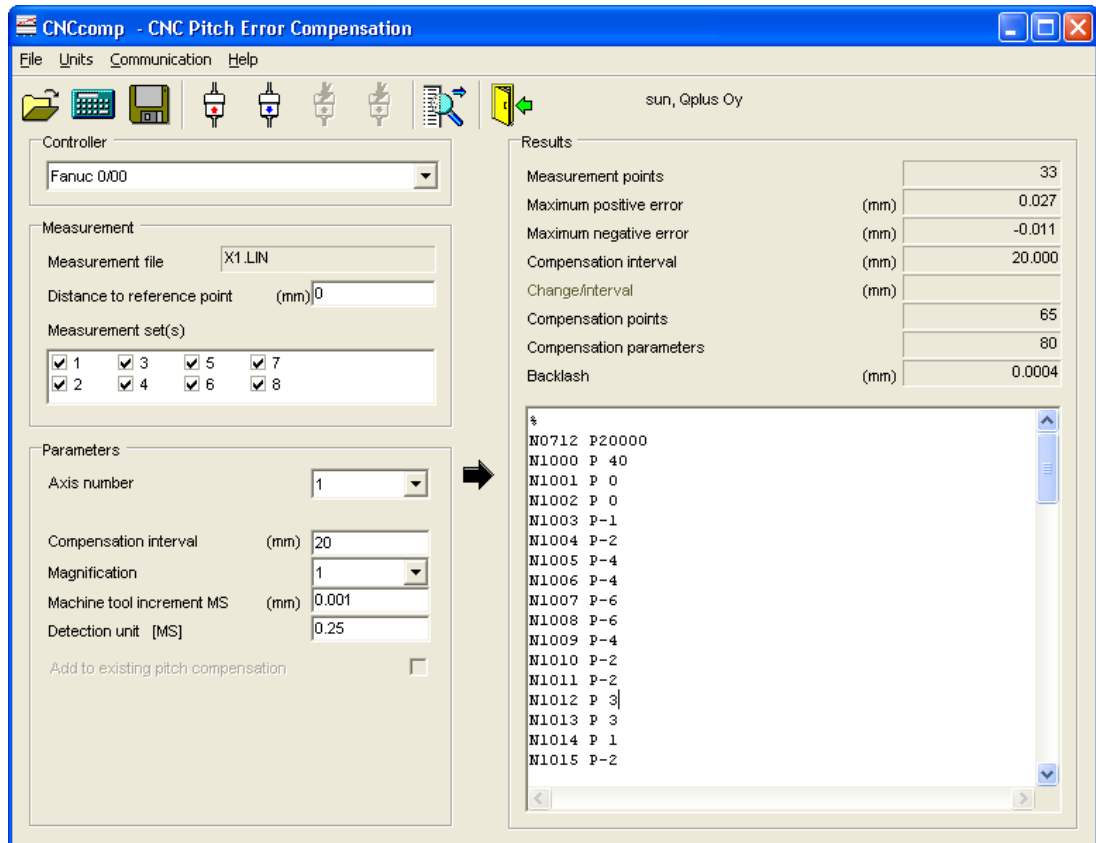 CNCcomp - CNC Pitch Error Compensation
File Units Communication Help
sun, Qplus Oy
Controller
Fanuc 0/00
Measurement
Measurement file X1.LIN
Distance to reference point (mm) 0
Measurement set(s)
1 3 5 7
2 4 6 8
Parameters
Axis number 1
Compensation interval (mm) 20
Magnification 1
Machine tool increment MS (mm) 0.001
Detection unit [MS] 0.25
Add to existing pitch compensation
Results
Measurement points 33
Maximum positive error (mm) 0.027
Maximum negative error (mm) -0.011
Compensation interval (mm) 20.000
Change/interval (mm)
Compensation points 65
Compensation parameters 80
Backlash (mm) 0.0004
%
N0712 P20000
N1000 P 40
N1001 P 0
N1002 P 0
N1003 P-1
N1004 P-2
N1005 P-4
N1006 P-4
N1007 P-6
N1008 P-6
N1009 P-4
N1010 P-2
N1011 P-2
N1012 P 3
N1013 P 3
N1014 P 1
N1015 P-2